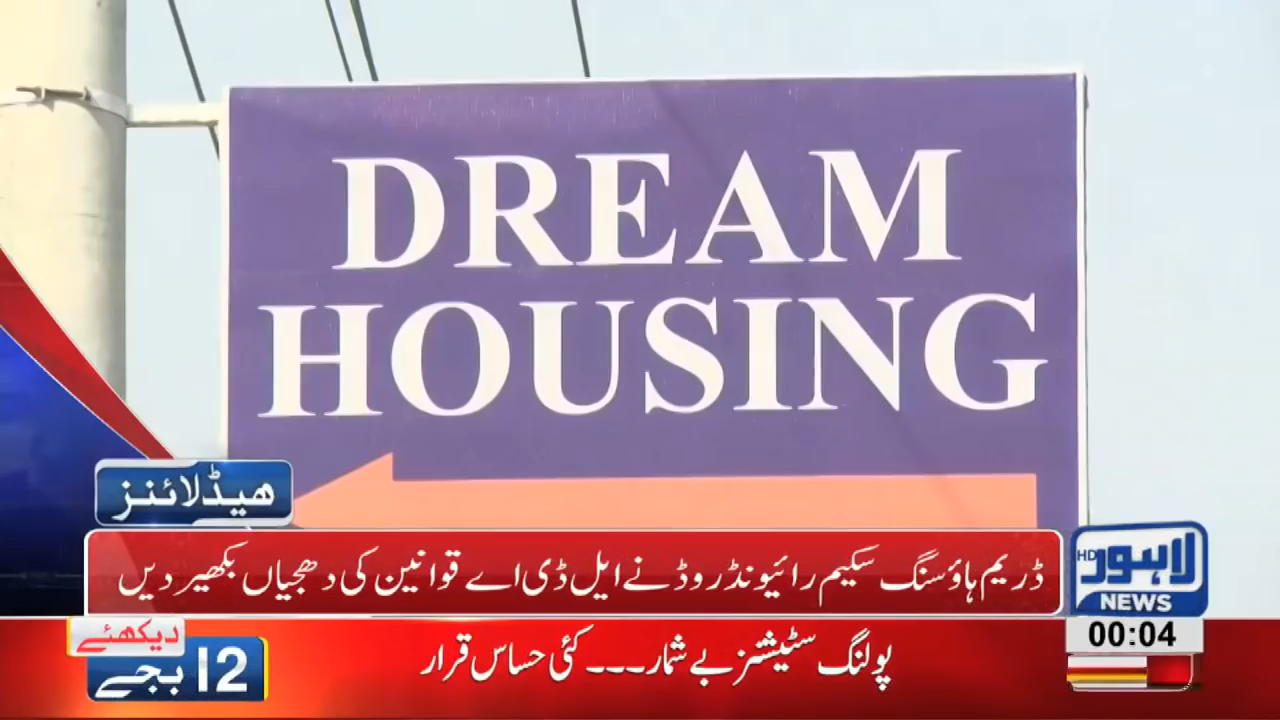 DREAM
HOUSING
ھیڈلائنز
ڈریم ہاؤسنگ سکیم رائیونڈ روڈ نے ایل ڈی اے قوانین کی دھجیاں بکھیر دیں
HD
لاہور
NEWS
00:04
دیکھئے
12 بجے
پولنگ سٹیشنز بے شمار ۔۔۔ کئی حساس قرار